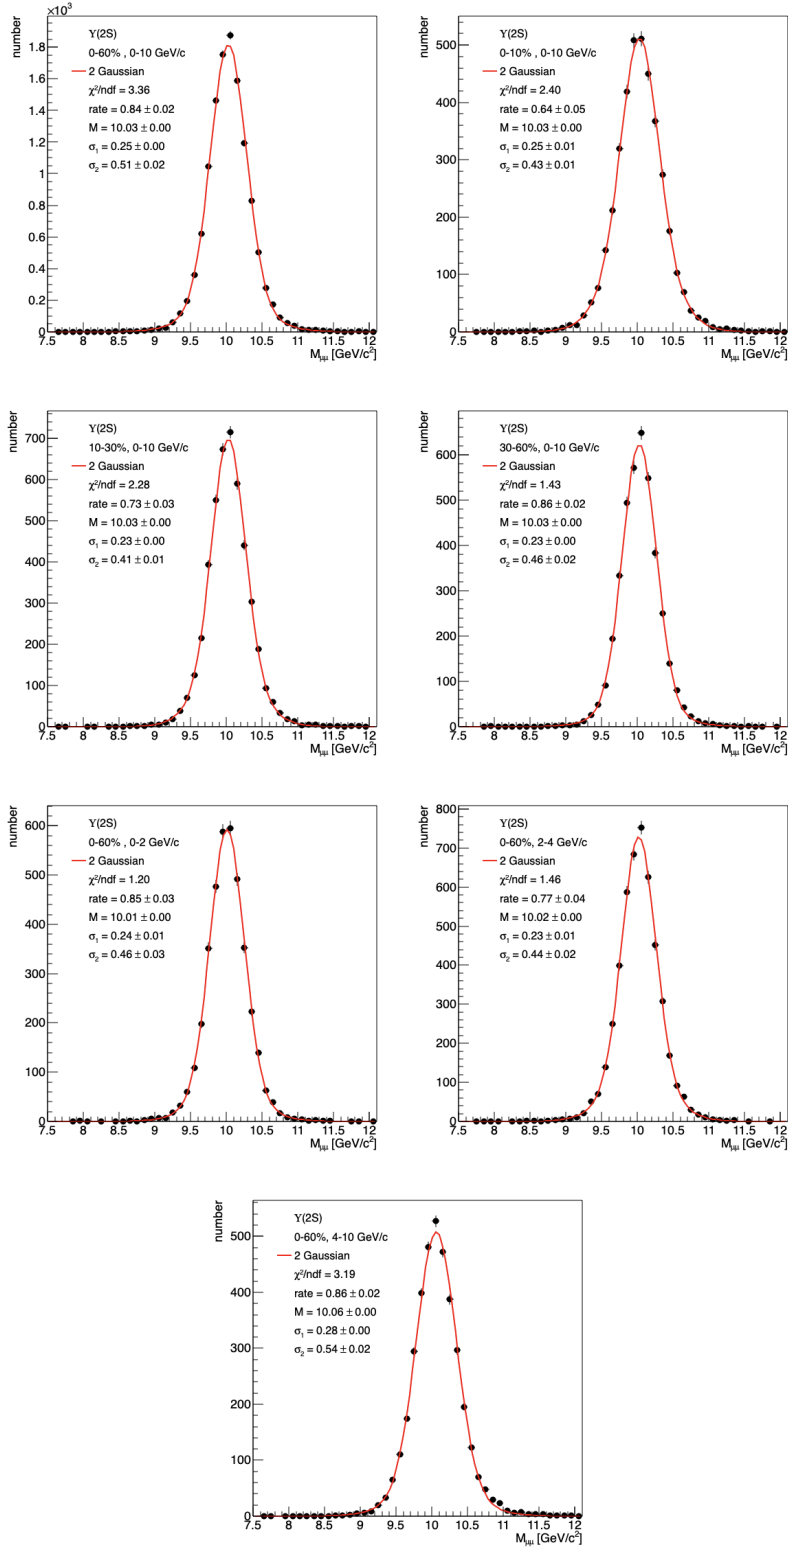 ×10³
number
1.8
1.6
1.4
1.2
1
0.8
0.6
0.4
0.2
0
ϒ(2S)
0-60% , 0-10 GeV/c
2 Gaussian
χ²/ndf = 3.36
rate = 0.84 ± 0.02
M = 10.03 ± 0.00
σ₁ = 0.25 ± 0.00
σ₂ = 0.51 ± 0.02
7.5 8 8.5 9 9.5 10 10.5 11 11.5 12
M_μμ [GeV/c²]
number
500
400
300
200
100
0
ϒ(2S)
0-10% , 0-10 GeV/c
2 Gaussian
χ²/ndf = 2.40
rate = 0.64 ± 0.05
M = 10.03 ± 0.00
σ₁ = 0.25 ± 0.01
σ₂ = 0.43 ± 0.01
7.5 8 8.5 9 9.5 10 10.5 11 11.5 12
M_μμ [GeV/c²]
number
700
600
500
400
300
200
100
0
ϒ(2S)
10-30%, 0-10 GeV/c
2 Gaussian
χ²/ndf = 2.28
rate = 0.73 ± 0.03
M = 10.03 ± 0.00
σ₁ = 0.23 ± 0.00
σ₂ = 0.41 ± 0.01
7.5 8 8.5 9 9.5 10 10.5 11 11.5 12
M_μμ [GeV/c²]
number
600
500
400
300
200
100
0
ϒ(2S)
30-60%, 0-10 GeV/c
2 Gaussian
χ²/ndf = 1.43
rate = 0.86 ± 0.02
M = 10.03 ± 0.00
σ₁ = 0.23 ± 0.00
σ₂ = 0.46 ± 0.02
7.5 8 8.5 9 9.5 10 10.5 11 11.5 12
M_μμ [GeV/c²]
number
600
500
400
300
200
100
0
ϒ(2S)
0-60% , 0-2 GeV/c
2 Gaussian
χ²/ndf = 1.20
rate = 0.85 ± 0.03
M = 10.01 ± 0.00
σ₁ = 0.24 ± 0.01
σ₂ = 0.46 ± 0.03
7.5 8 8.5 9 9.5 10 10.5 11 11.5 12
M_μμ [GeV/c²]
number
800
700
600
500
400
300
200
100
0
ϒ(2S)
0-60%, 2-4 GeV/c
2 Gaussian
χ²/ndf = 1.46
rate = 0.77 ± 0.04
M = 10.02 ± 0.00
σ₁ = 0.23 ± 0.01
σ₂ = 0.44 ± 0.02
7.5 8 8.5 9 9.5 10 10.5 11 11.5 12
M_μμ [GeV/c²]
number
500
400
300
200
100
0
ϒ(2S)
0-60%, 4-10 GeV/c
2 Gaussian
χ²/ndf = 3.19
rate = 0.86 ± 0.02
M = 10.06 ± 0.00
σ₁ = 0.28 ± 0.00
σ₂ = 0.54 ± 0.02
7.5 8 8.5 9 9.5 10 10.5 11 11.5 12
M_μμ [GeV/c²]